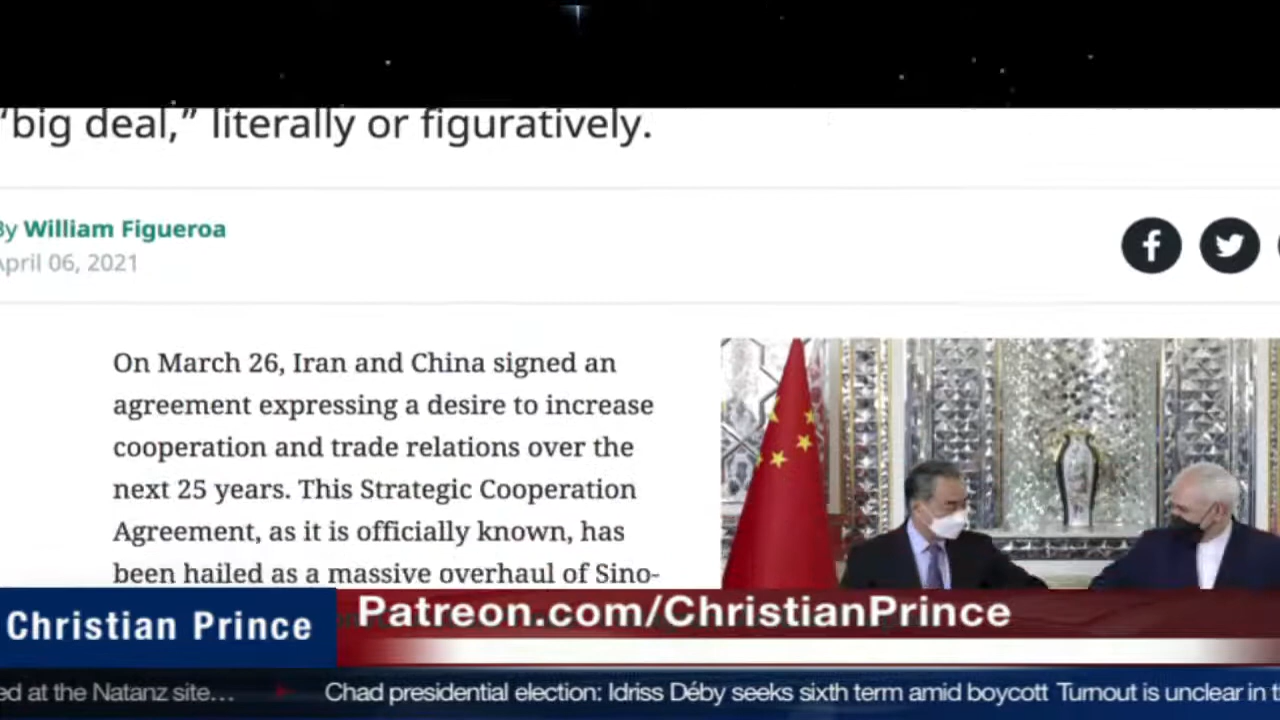 “big deal,” literally or figuratively.
By William Figueroa
April 06, 2021
On March 26, Iran and China signed an
agreement expressing a desire to increase
cooperation and trade relations over the
next 25 years. This Strategic Cooperation
Agreement, as it is officially known, has
been hailed as a massive overhaul of Sino-
Christian Prince
Patreon.com/ChristianPrince
ed at the Natanz site…
Chad presidential election: Idriss Déby seeks sixth term amid boycott Turnout is unclear in t